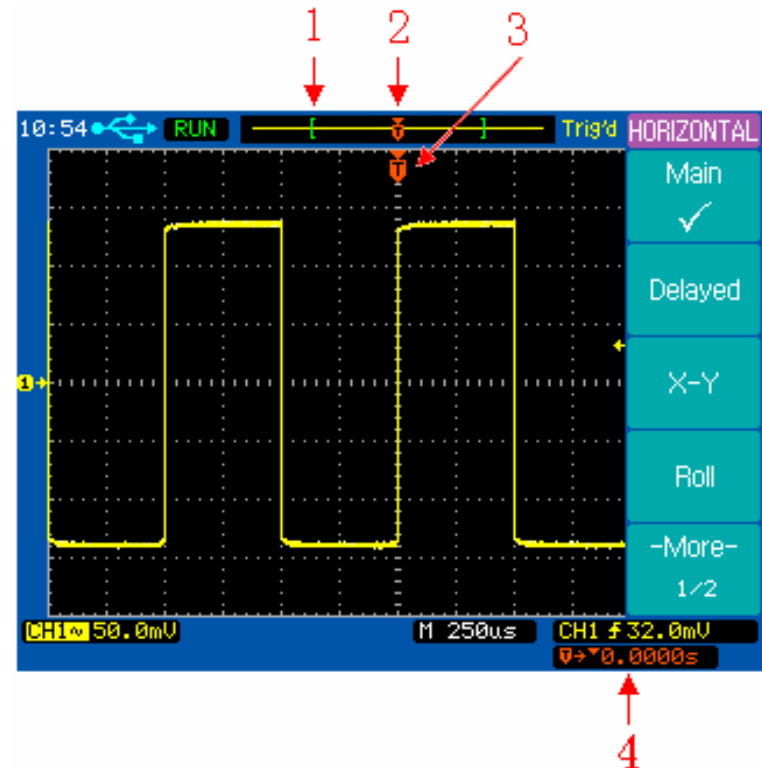 1 2 3
10:54 RUN Trig'd HORIZONTAL
T
T
Main
✓
Delayed
1
X-Y
Roll
-More-
1/2
CH1~ 50.0mV M 250us CH1 32.0mV
T→▼0.0000s
4